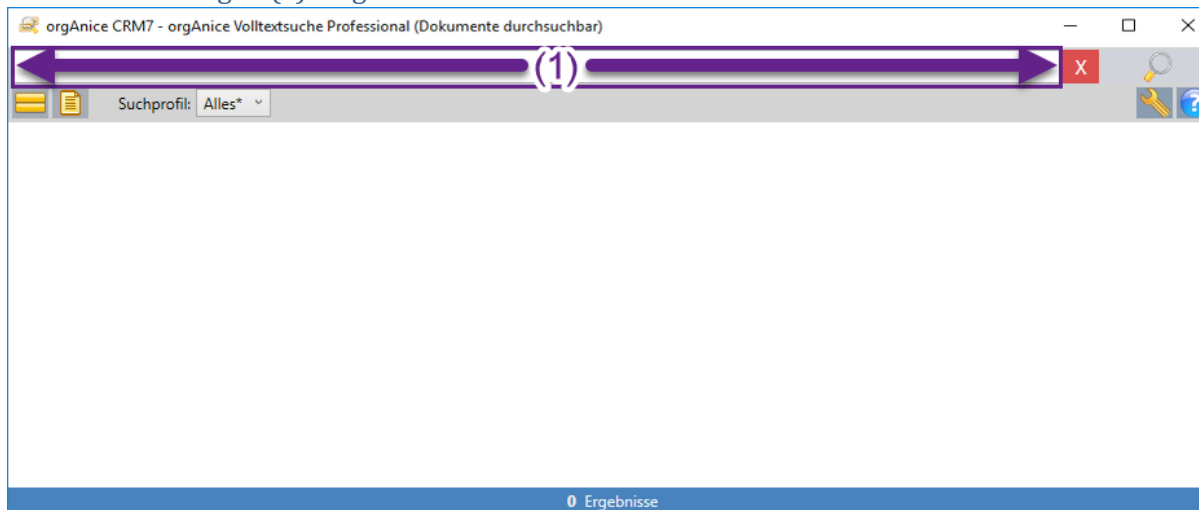 orgAnice CRM7 - orgAnice Volltextsuche Professional (Dokumente durchsuchbar)
(1)
X
Suchprofil: Alles*
?
0 Ergebnisse